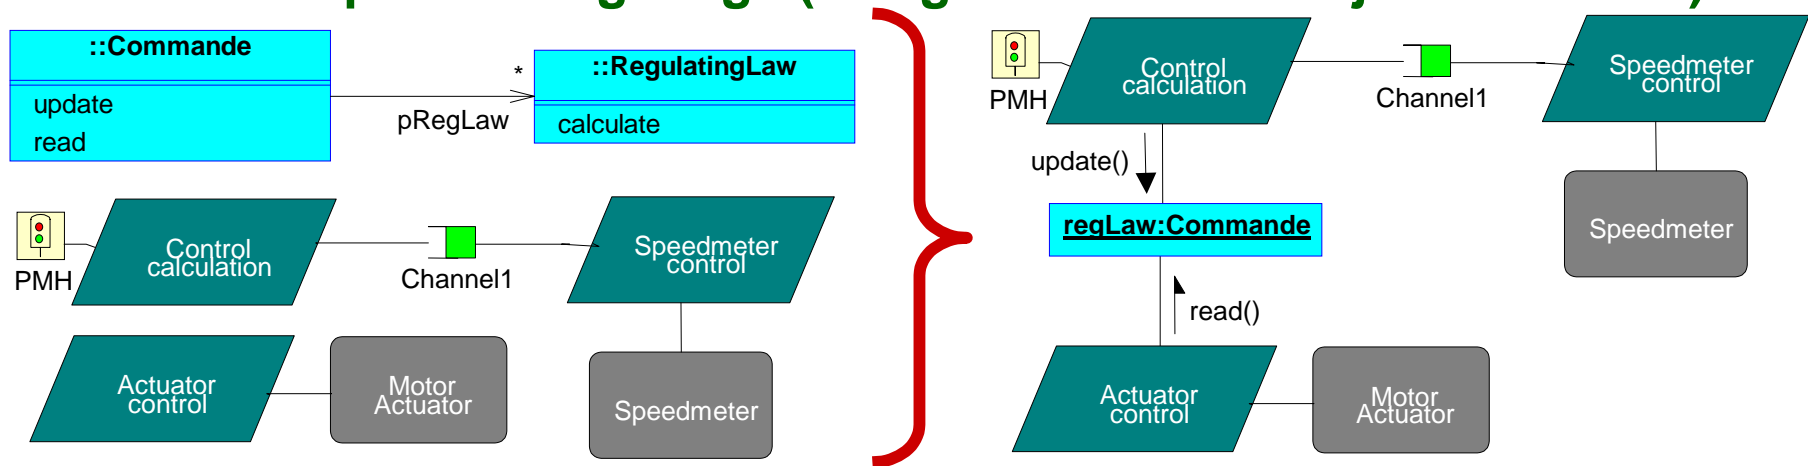 ::Commande
update
read
*
pRegLaw
::RegulatingLaw
calculate
PMH
Control
calculation
Channel1
Speedmeter
control
Actuator
control
Motor
Actuator
Speedmeter
PMH
Control
calculation
Channel1
Speedmeter
control
update()
regLaw:Commande
Speedmeter
read()
Actuator
control
Motor
Actuator